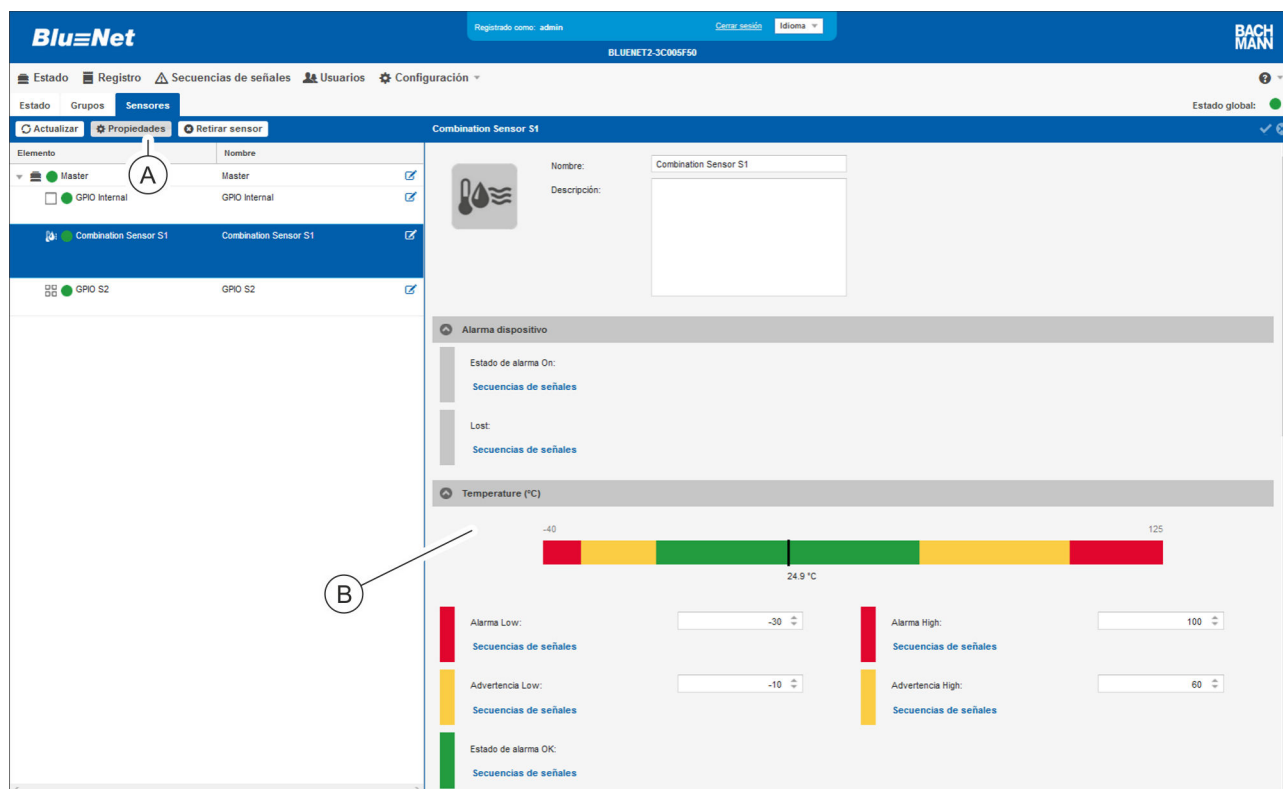 Blu≡Net
Registrado como: admin
Cerrar sesión
Idioma
BLUENET2-3C005F50
BACH
MANN
Estado Registro Secuencias de señales Usuarios Configuración
Estado Grupos Sensores
Estado global:
Actualizar Propiedades Retirar sensor
Combination Sensor S1
Elemento Nombre
A
Master Master
GPIO Internal GPIO Internal
Combination Sensor S1 Combination Sensor S1
GPIO S2 GPIO S2
Nombre: Combination Sensor S1
Descripción:
Alarma dispositivo
Estado de alarma On:
Secuencias de señales
Lost:
Secuencias de señales
Temperature (ºC)
-40 125
24.9 °C
B
Alarma Low: -30 Alarma High: 100
Secuencias de señales Secuencias de señales
Advertencia Low: -10 Advertencia High: 60
Secuencias de señales Secuencias de señales
Estado de alarma OK:
Secuencias de señales